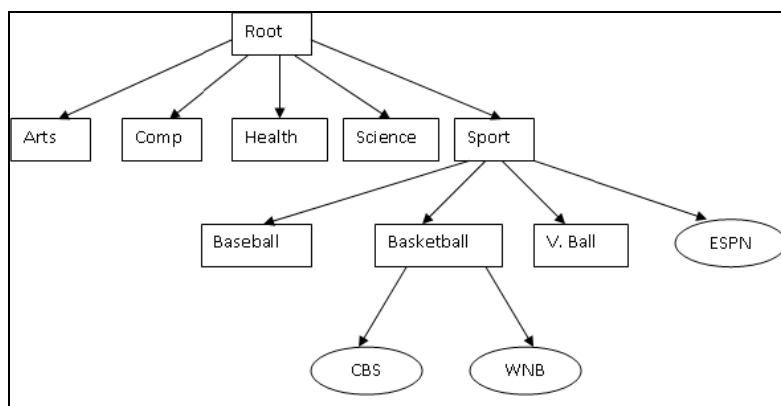 Root
Arts
Comp
Health
Science
Sport
Baseball
Basketball
V. Ball
ESPN
CBS
WNB